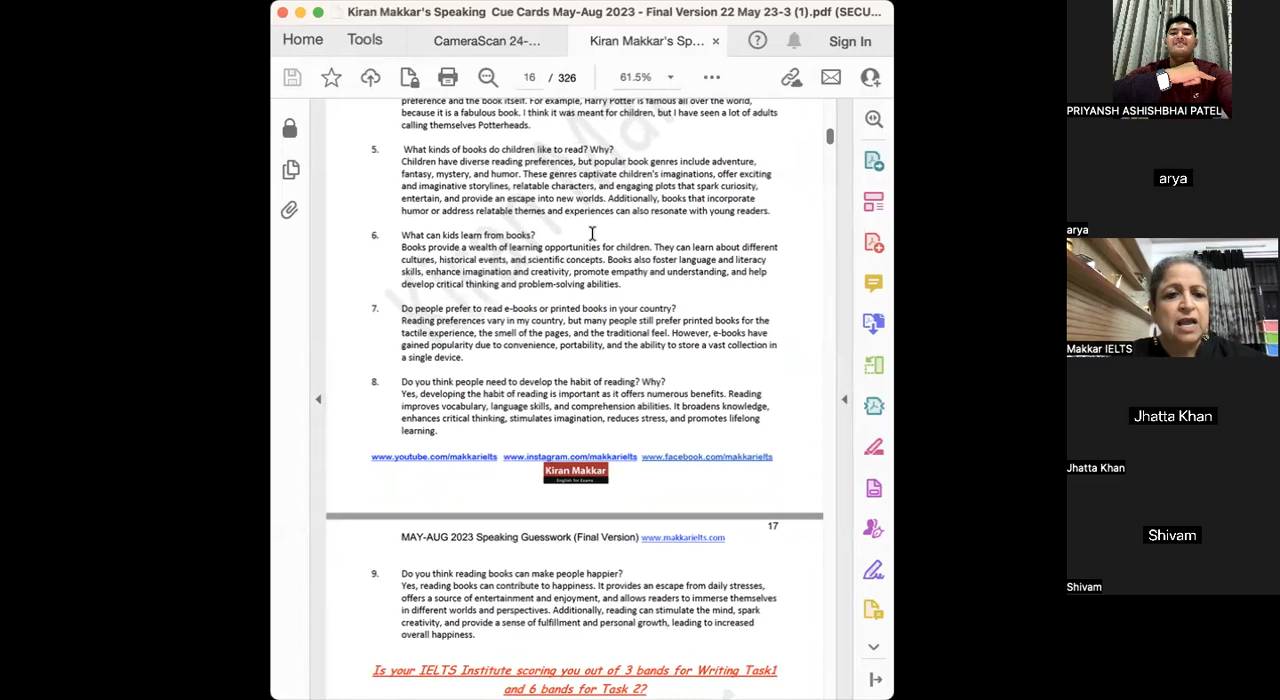 Kiran Makkar's Speaking Cue Cards May-Aug 2023 - Final Version 22 May 23-3 (1).pdf (SECU...
Home Tools CameraScan 24-... Kiran Makkar's Sp... × Sign In
16 / 326 61.5%
preference and the book itself. For example, Harry Potter is famous all over the world,
because it is a fabulous book. I think it was meant for children, but I have seen a lot of adults
calling themselves Potterheads.
5. What kinds of books do children like to read? Why?
Children have diverse reading preferences, but popular book genres include adventure,
fantasy, mystery, and humor. These genres captivate children's imaginations, offer exciting
and imaginative storylines, relatable characters, and engaging plots that spark curiosity,
entertain, and provide an escape into new worlds. Additionally, books that incorporate
humor or address relatable themes and experiences can also resonate with young readers.
6. What can kids learn from books?
Books provide a wealth of learning opportunities for children. They can learn about different
cultures, historical events, and scientific concepts. Books also foster language and literacy
skills, enhance imagination and creativity, promote empathy and understanding, and help
develop critical thinking and problem-solving abilities.
7. Do people prefer to read e-books or printed books in your country?
Reading preferences vary in my country, but many people still prefer printed books for the
tactile experience, the smell of the pages, and the traditional feel. However, e-books have
gained popularity due to convenience, portability, and the ability to store a vast collection in
a single device.
8. Do you think people need to develop the habit of reading? Why?
Yes, developing the habit of reading is important as it offers numerous benefits. Reading
improves vocabulary, language skills, and comprehension abilities. It broadens knowledge,
enhances critical thinking, stimulates imagination, reduces stress, and promotes lifelong
learning.
www.youtube.com/makkarielts www.instagram.com/makkarielts www.facebook.com/makkarielts
Kiran Makkar
English for Exams
17
MAY-AUG 2023 Speaking Guesswork (Final Version) www.makkarielts.com
9. Do you think reading books can make people happier?
Yes, reading books can contribute to happiness. It provides an escape from daily stresses,
offers a source of entertainment and enjoyment, and allows readers to immerse themselves
in different worlds and perspectives. Additionally, reading can stimulate the mind, spark
creativity, and provide a sense of fulfillment and personal growth, leading to increased
overall happiness.
Is your IELTS Institute scoring you out of 3 bands for Writing Task1
and 6 bands for Task 2?
PRIYANSH ASHISHBHAI PATEL
arya
arya
Makkar IELTS
Jhatta Khan
Jhatta Khan
Shivam
Shivam